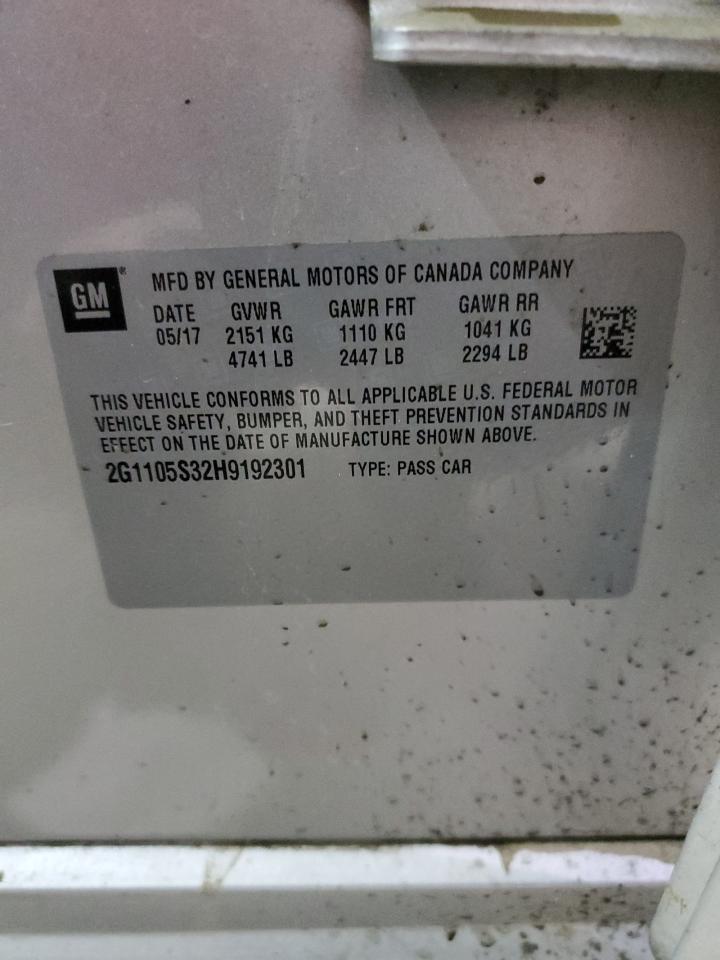 GM
MFD BY GENERAL MOTORS OF CANADA COMPANY
DATE GVWR GAWR FRT GAWR RR
05/17 2151 KG 1110 KG 1041 KG
4741 LB 2447 LB 2294 LB
THIS VEHICLE CONFORMS TO ALL APPLICABLE U.S. FEDERAL MOTOR
VEHICLE SAFETY, BUMPER, AND THEFT PREVENTION STANDARDS IN
EFFECT ON THE DATE OF MANUFACTURE SHOWN ABOVE.
2G1105S32H9192301 TYPE: PASS CAR